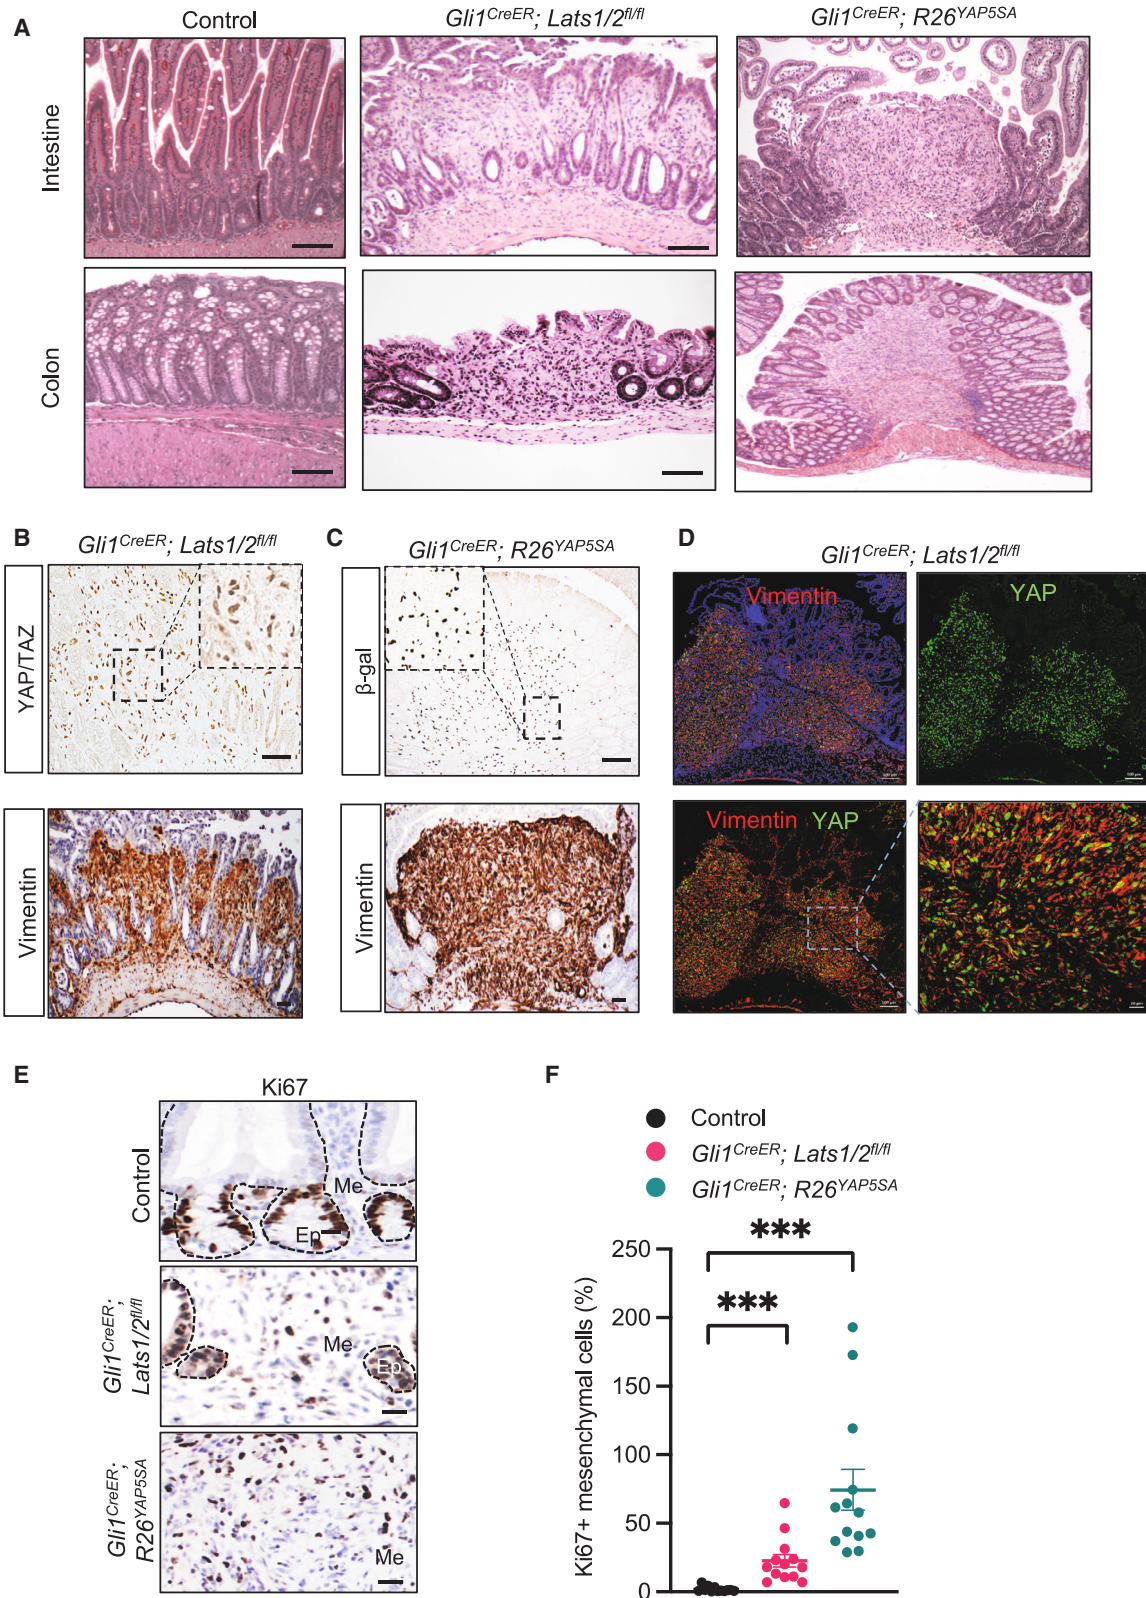 A
Control
Gli1CreER; Lats1/2fl/fl
Gli1CreER; R26YAP5SA
Intestine
Colon
B
Gli1CreER; Lats1/2fl/fl
YAP/TAZ
Vimentin
C
Gli1CreER; R26YAP5SA
β-gal
Vimentin
D
Gli1CreER; Lats1/2fl/fl
Vimentin
YAP
Vimentin YAP
E
Ki67
Control
Me
Ep
Gli1CreER;
Lats1/2fl/fl
Me
Ep
Gli1CreER;
R26YAP5SA
Me
F
Control
Gli1CreER; Lats1/2fl/fl
Gli1CreER; R26YAP5SA
Ki67+ mesenchymal cells (%)
250
200
150
100
50
0
***
***